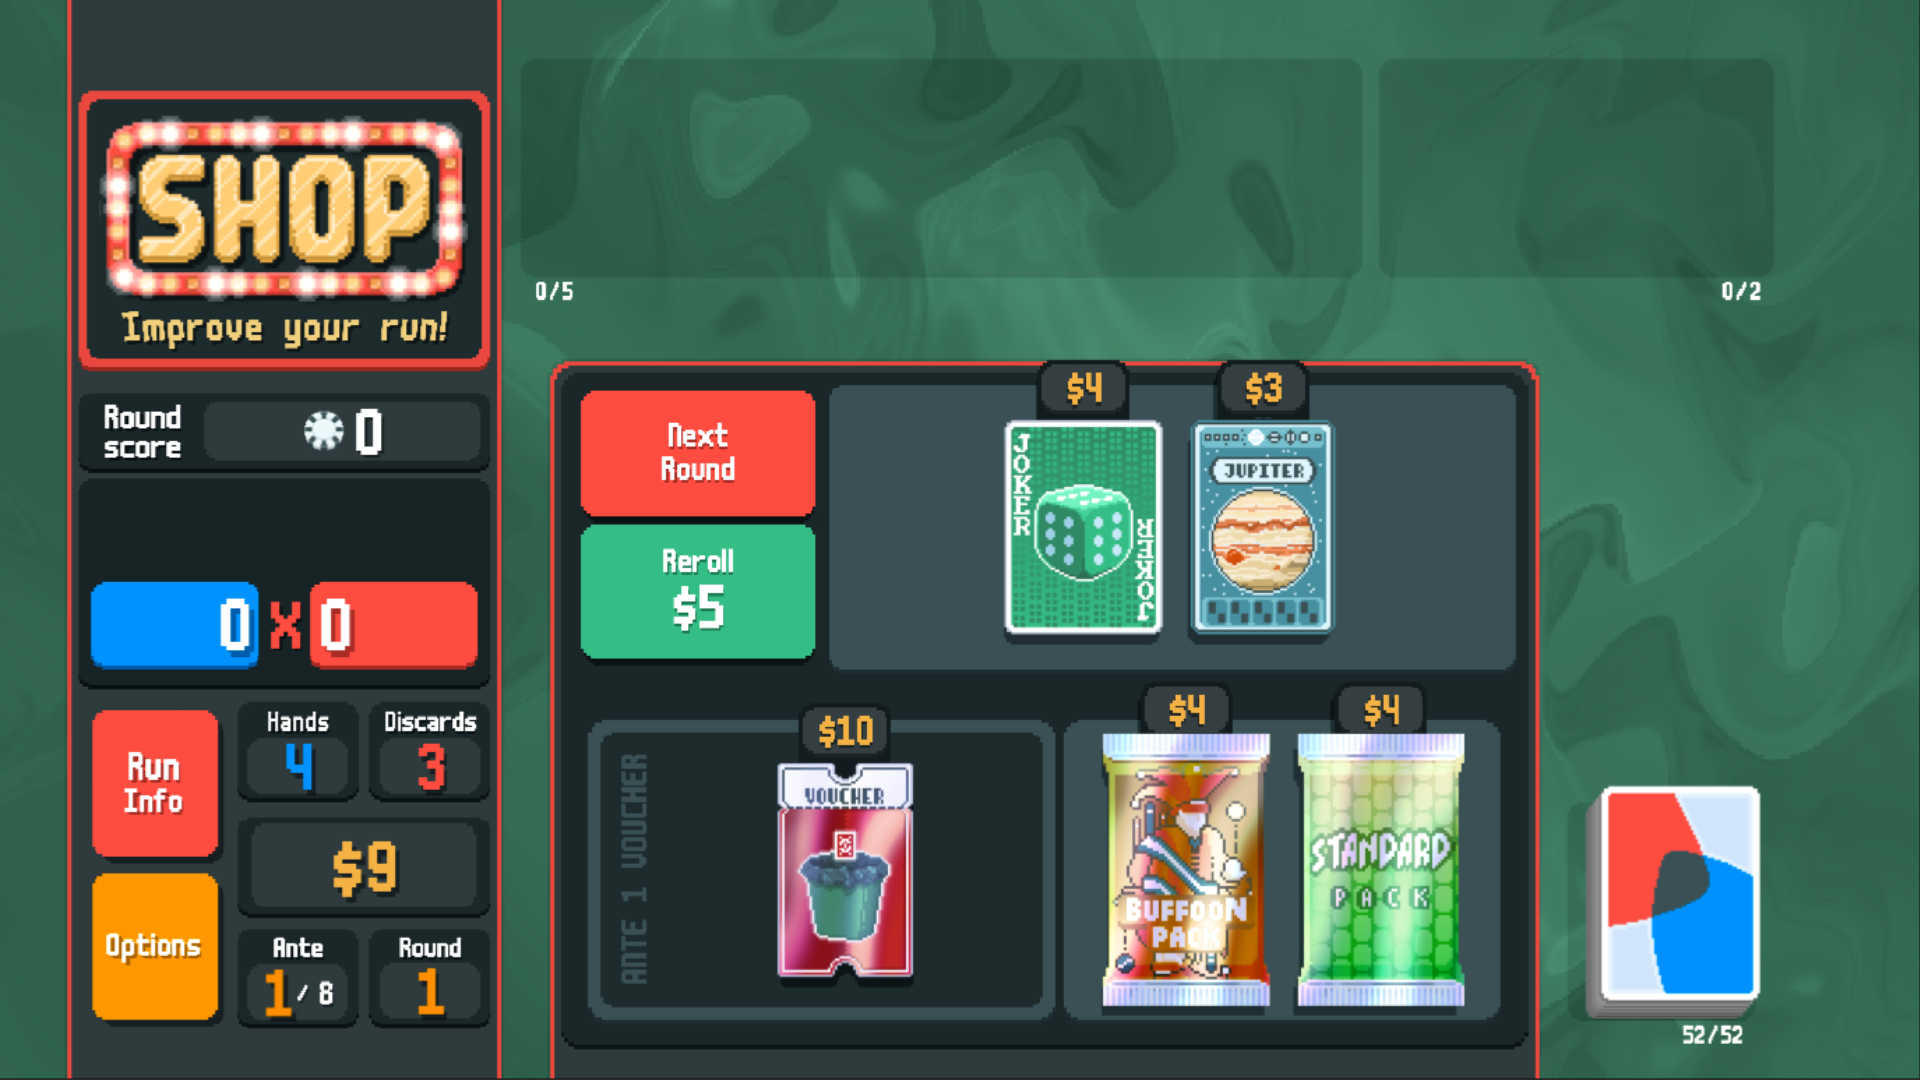 SHOP
Improve your run!
Round
score
0
0 X 0
Run
Info
Hands
4
Discards
3
$9
Options
Ante
1 / 8
Round
1
0/5
0/2
Next
Round
Reroll
$5
$4
JOKER
JOKER
$3
JUPITER
ANTE 1 VOUCHER
$10
VOUCHER
$4
BUFFOON
PACK
$4
STANDARD
PACK
52/52